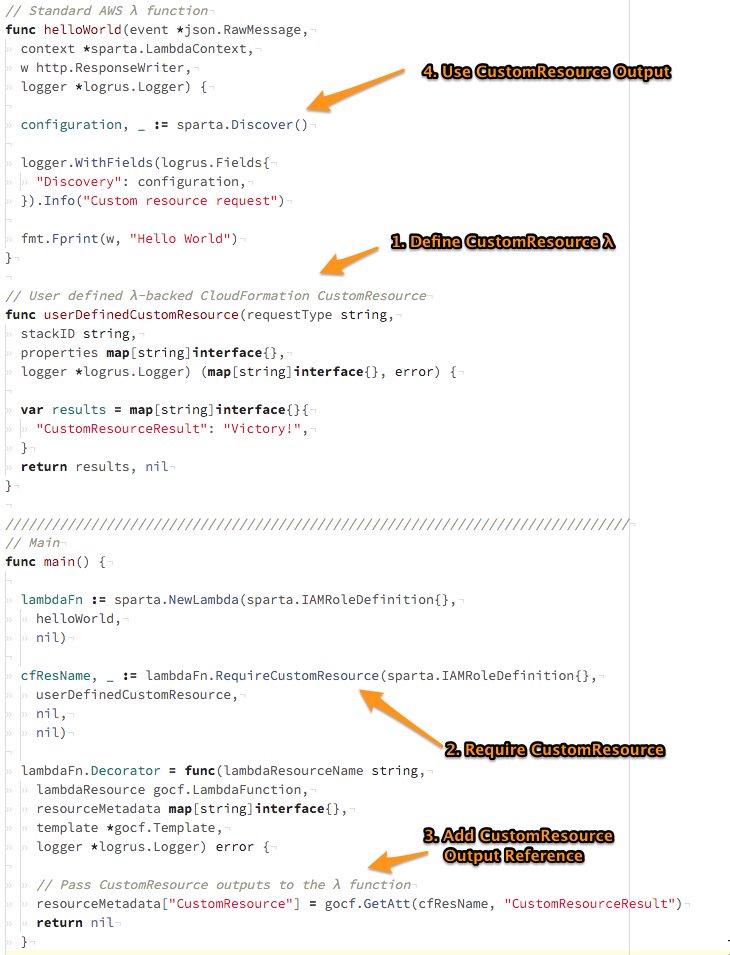 // Standard AWS λ function
func helloWorld(event *json.RawMessage,
context *sparta.LambdaContext,
w http.ResponseWriter,
logger *logrus.Logger) {
4. Use CustomResource Output
configuration, _ := sparta.Discover()
logger.WithFields(logrus.Fields{
"Discovery": configuration,
}).Info("Custom resource request")
fmt.Fprint(w, "Hello World")
1. Define CustomResource λ
}
// User defined λ-backed CloudFormation CustomResource
func userDefinedCustomResource(requestType string,
stackID string,
properties map[string]interface{},
logger *logrus.Logger) (map[string]interface{}, error) {
var results = map[string]interface{}{
"CustomResourceResult": "Victory!",
}
return results, nil
}
////////////////////////////////////////////////////////////////////////////////
// Main
func main() {
lambdaFn := sparta.NewLambda(sparta.IAMRoleDefinition{},
helloWorld,
nil)
cfResName, _ := lambdaFn.RequireCustomResource(sparta.IAMRoleDefinition{},
userDefinedCustomResource,
nil,
nil)
2. Require CustomResource
lambdaFn.Decorator = func(lambdaResourceName string,
lambdaResource gocf.LambdaFunction,
resourceMetadata map[string]interface{},
template *gocf.Template,
logger *logrus.Logger) error {
3. Add CustomResource
Output Reference
// Pass CustomResource outputs to the λ function
resourceMetadata["CustomResource"] = gocf.GetAtt(cfResName, "CustomResourceResult")
return nil
}